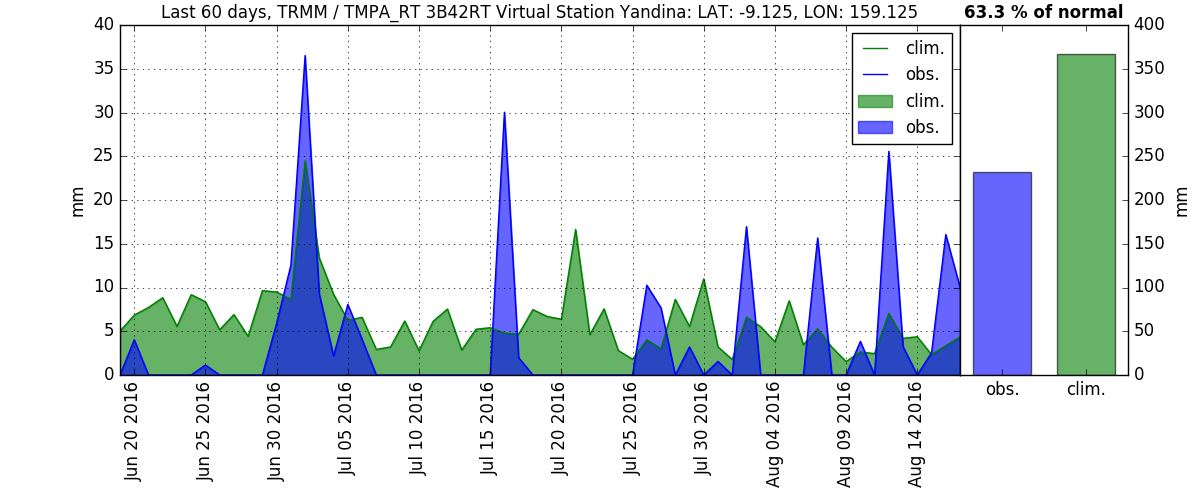 Last 60 days, TRMM / TMPA_RT 3B42RT Virtual Station Yandina: LAT: -9.125, LON: 159.125
63.3 % of normal
40
35
30
25
20
15
10
5
0
mm
clim.
obs.
clim.
obs.
400
350
300
250
200
150
100
50
0
mm
Jun 20 2016
Jun 25 2016
Jun 30 2016
Jul 05 2016
Jul 10 2016
Jul 15 2016
Jul 20 2016
Jul 25 2016
Jul 30 2016
Aug 04 2016
Aug 09 2016
Aug 14 2016
obs.
clim.